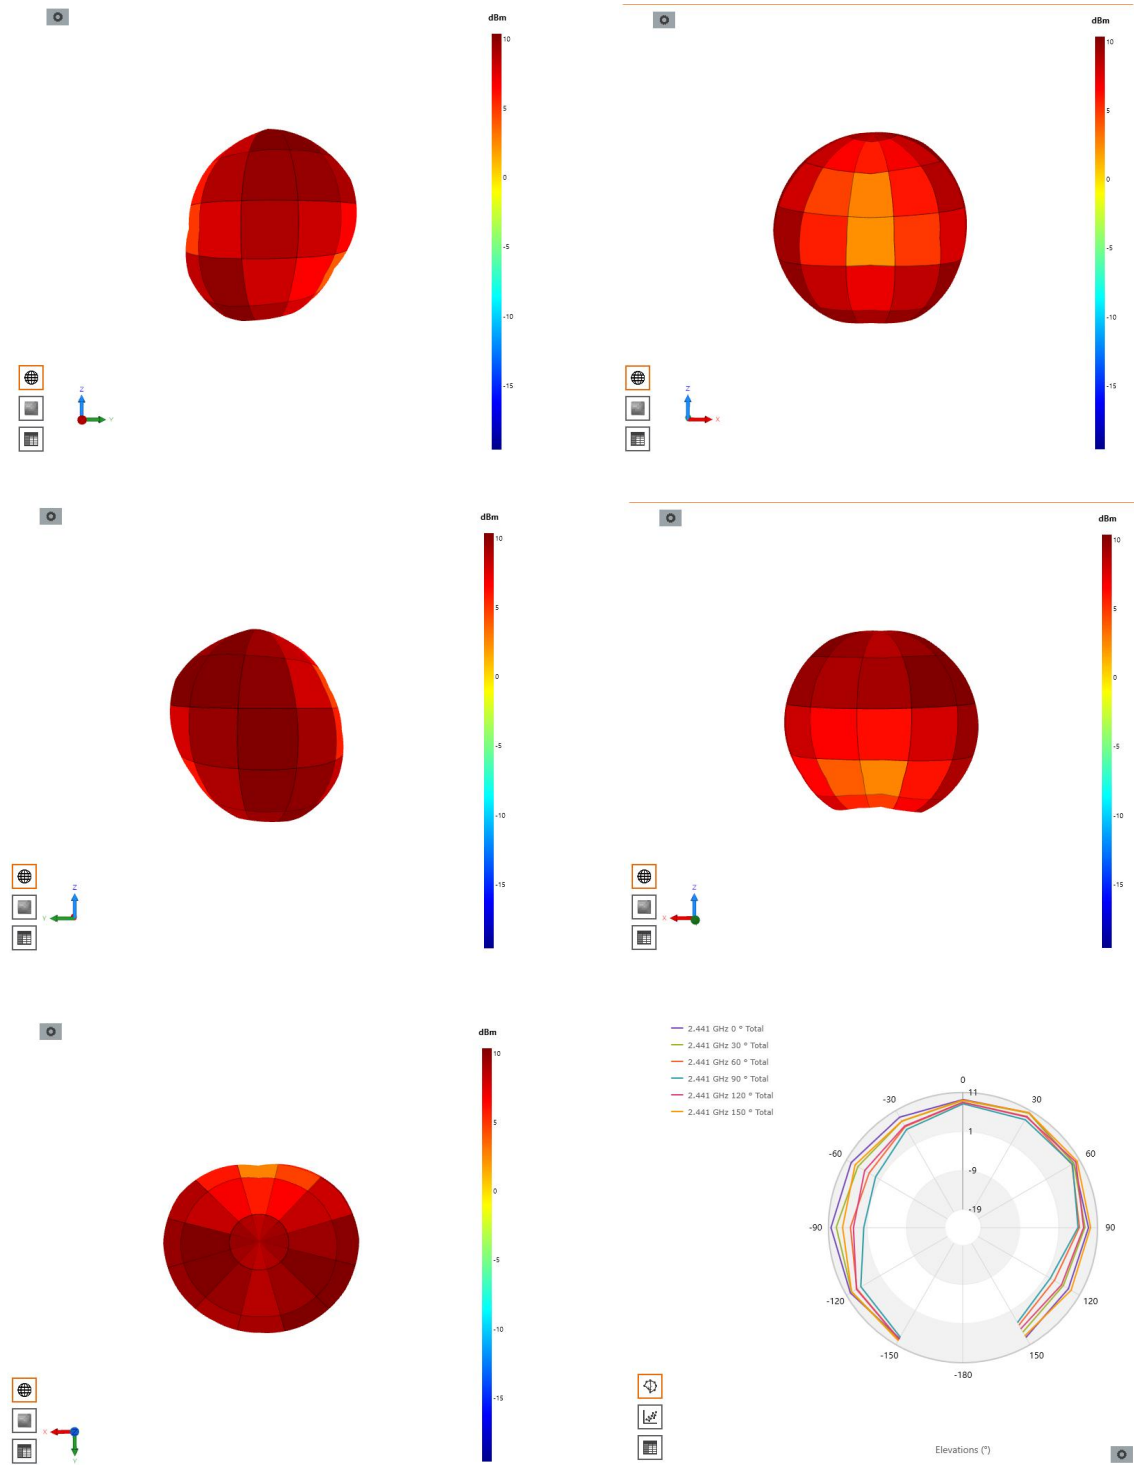 dBm
10
5
0
-5
-10
-15
Z
Y
dBm
10
5
0
-5
-10
-15
Z
X
dBm
10
5
0
-5
-10
-15
Z
Y
dBm
10
5
0
-5
-10
-15
Z
X
dBm
10
5
0
-5
-10
-15
X
Y
2.441 GHz 0 ° Total
2.441 GHz 30 ° Total
2.441 GHz 60 ° Total
2.441 GHz 90 ° Total
2.441 GHz 120 ° Total
2.441 GHz 150 ° Total
0
11
-30
30
1
-60
60
-9
-19
-90
90
-120
120
-150
150
-180
Elevations (°)